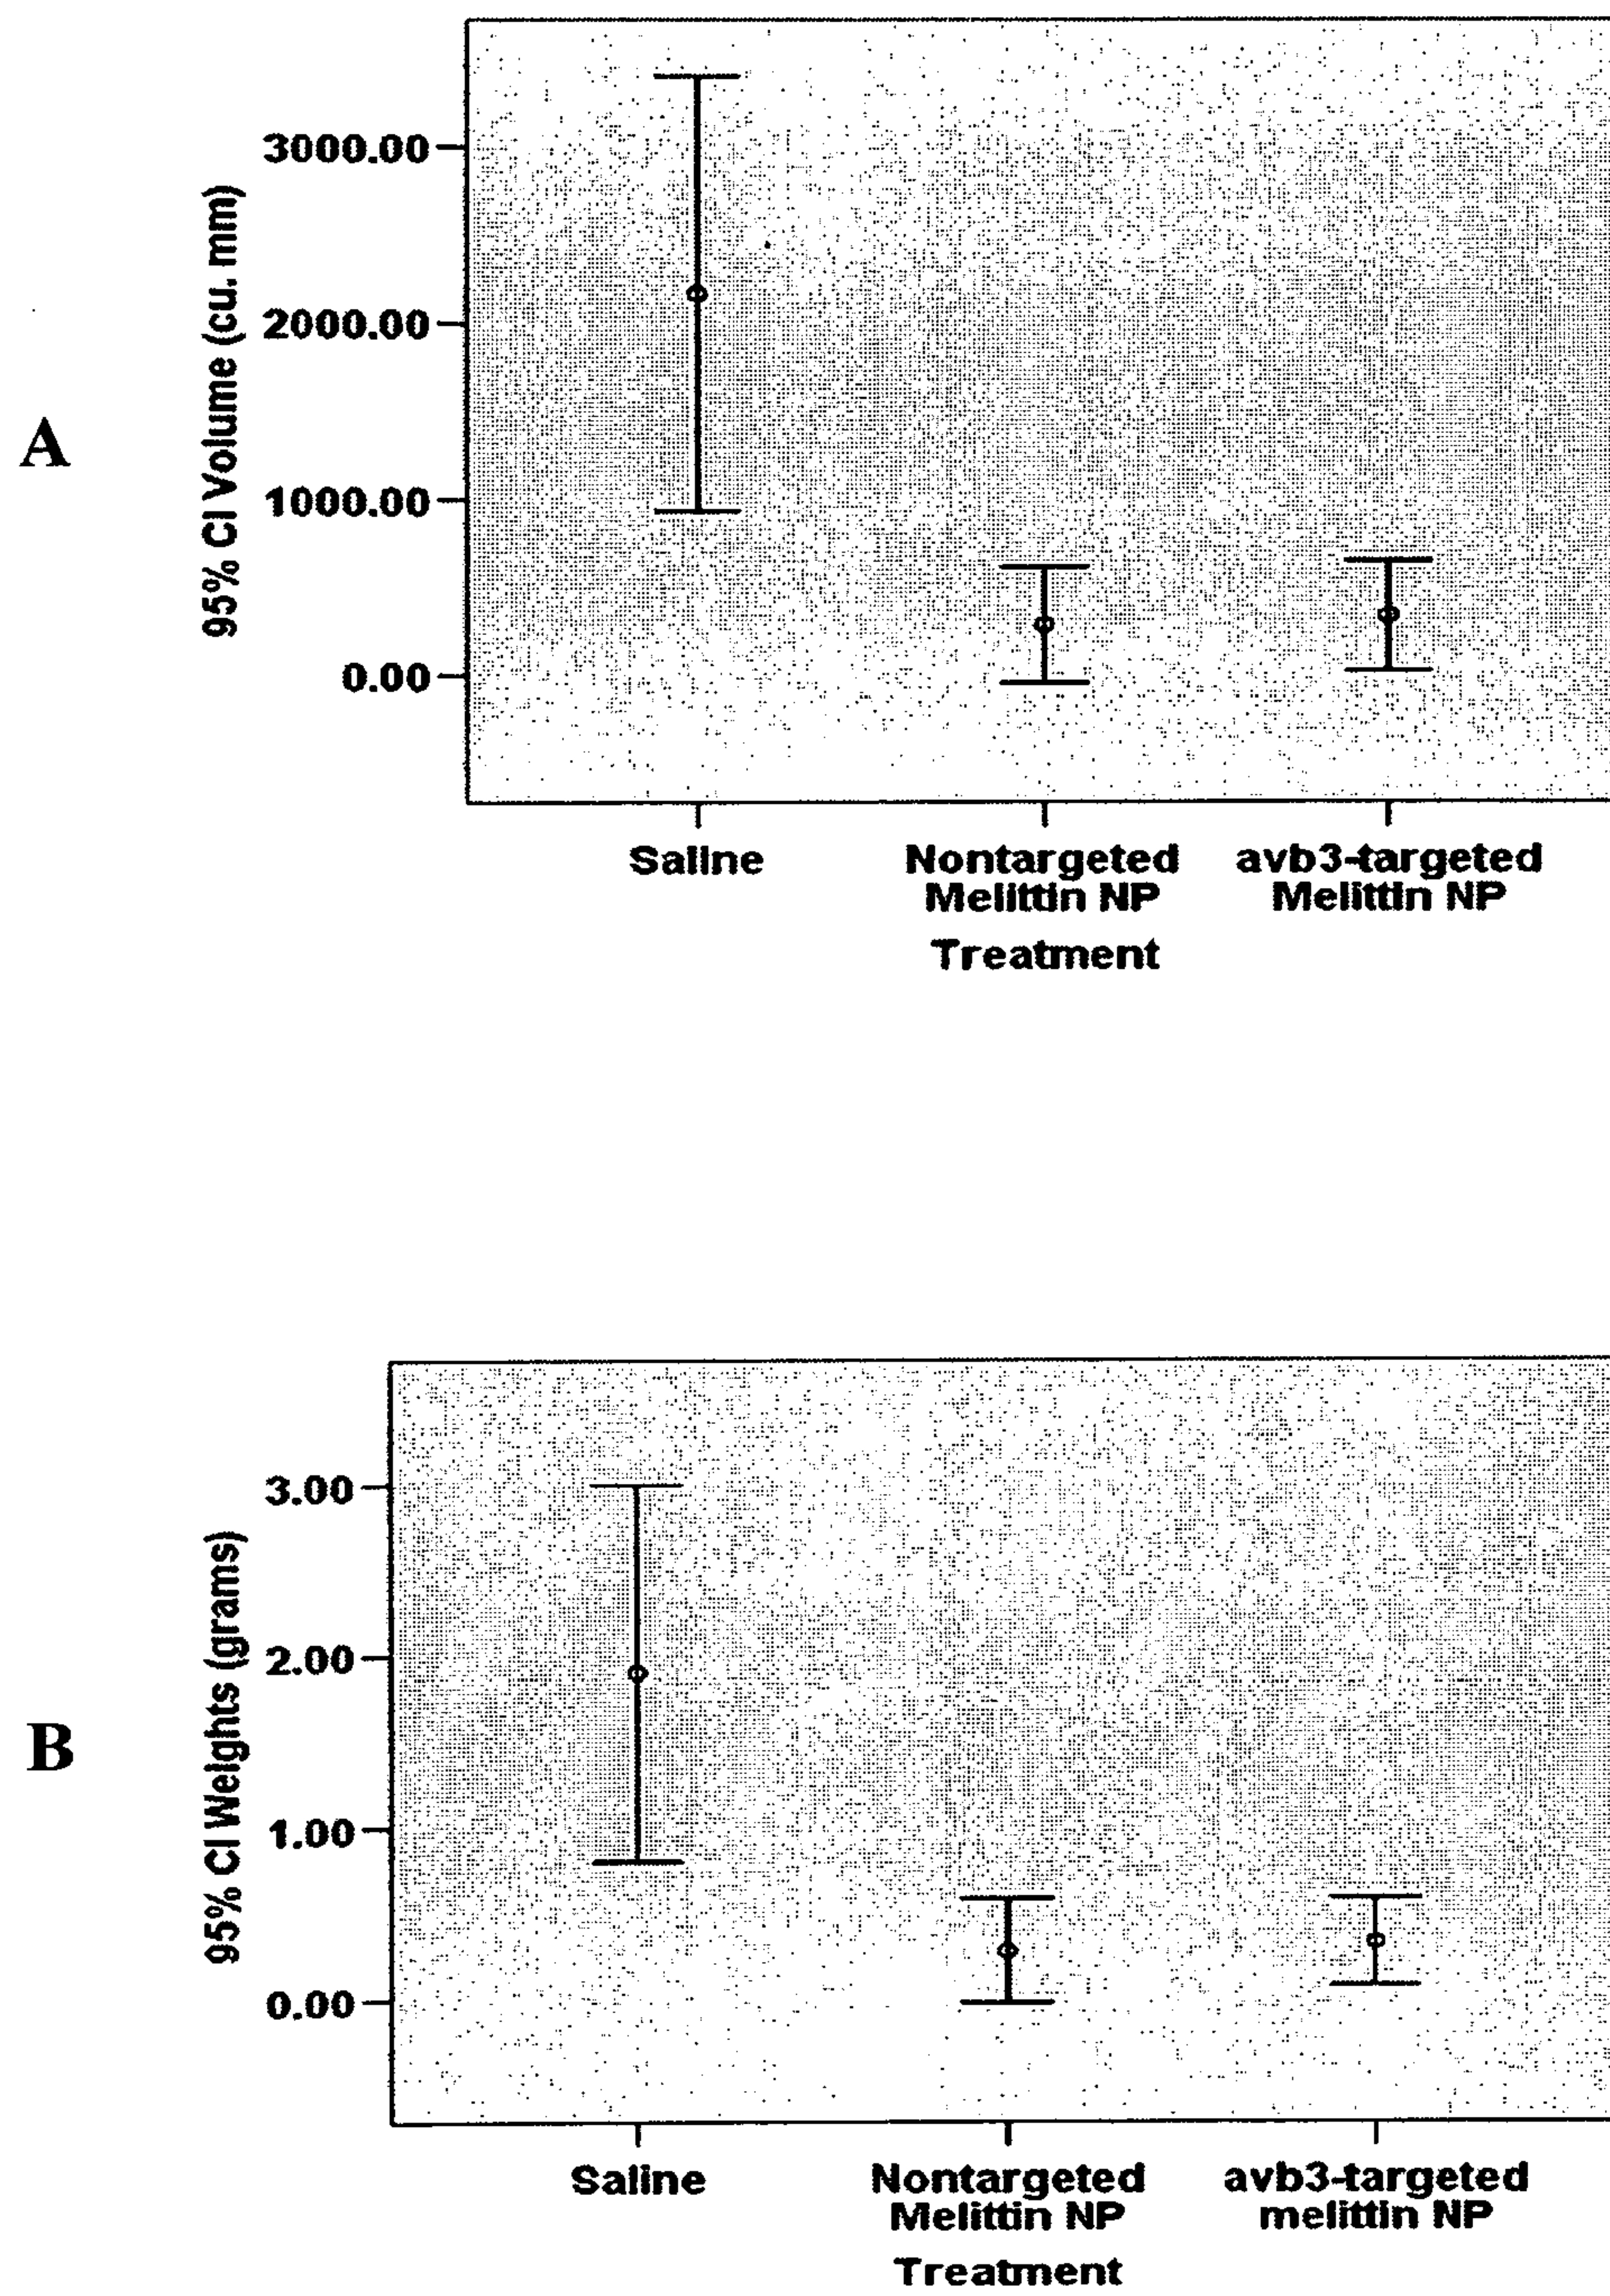 A
95% CI Volume (cu. mm)
3000.00
2000.00
1000.00
0.00
Saline
Nontargeted
Melittin NP
avb3-targeted
Melittin NP
Treatment
B
95% CI Weights (grams)
3.00
2.00
1.00
0.00
Saline
Nontargeted
Melittin NP
avb3-targeted
melittin NP
Treatment